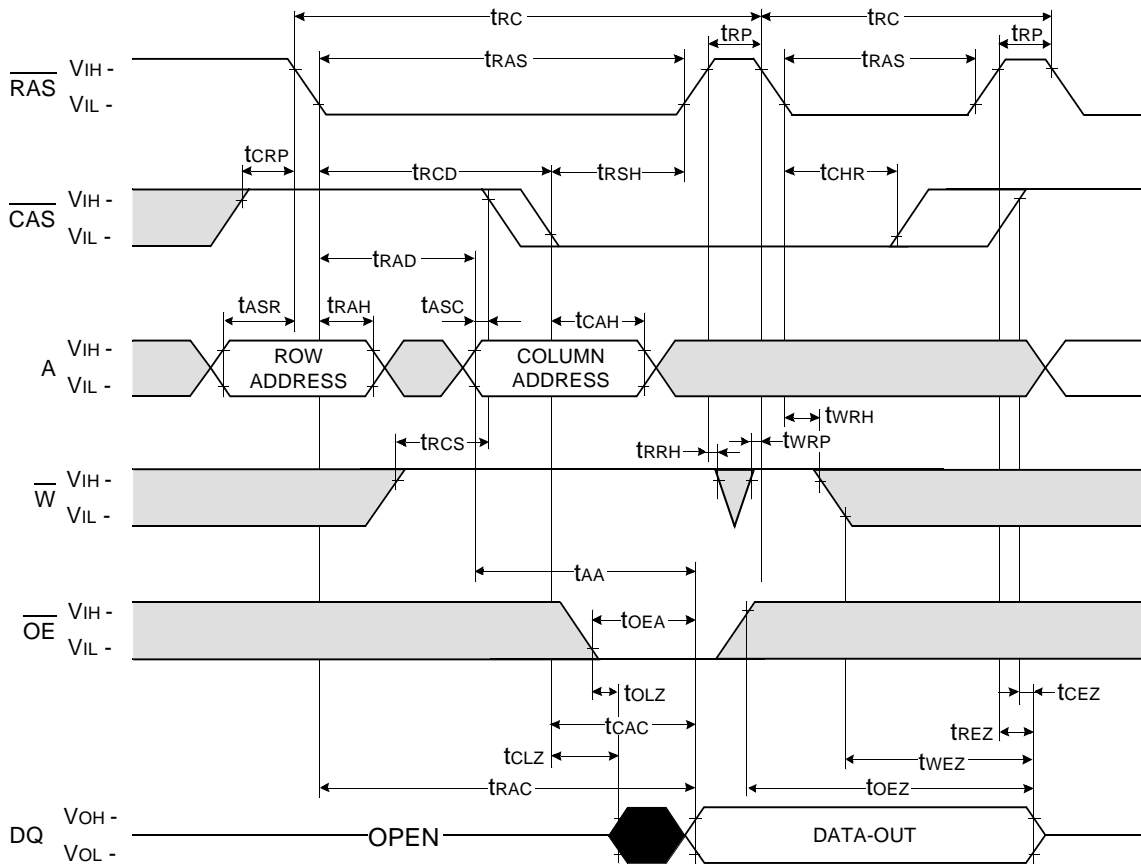 tRC tRC
tRP tRP
tRAS tRAS
RAS
VIH -
VIL -
tCRP
tRCD tRSH tCHR
CAS
VIH -
VIL -
tRAD
tASR tRAH tASC tCAH
A
VIH -
VIL -
ROW
ADDRESS
COLUMN
ADDRESS
tWRH
tRCS tRRH tWRP
W
VIH -
VIL -
tAA
OE
VIH -
VIL -
tOEA
tOLZ tCEZ
tCAC tREZ
tCLZ tWEZ
tRAC tOEZ
DQ
VOH -
VOL -
OPEN
DATA-OUT